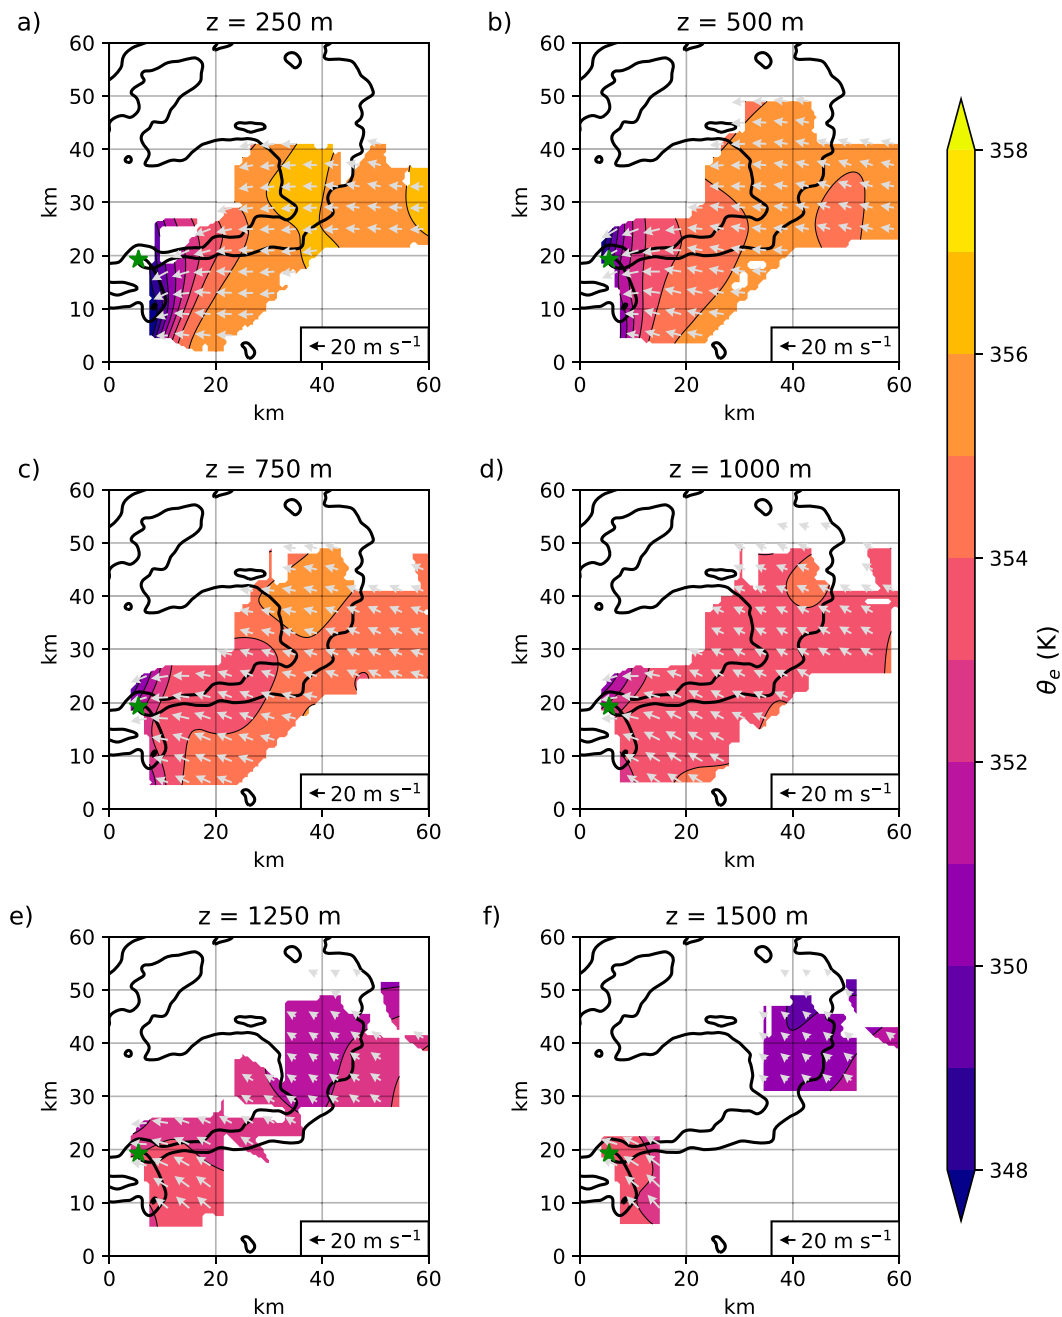 a) z = 250 m
60
50
40
30
20
10
0
km
0 20 40 60
km
20 m s⁻¹
b) z = 500 m
60
50
40
30
20
10
0
km
0 20 40 60
km
20 m s⁻¹
c) z = 750 m
60
50
40
30
20
10
0
km
0 20 40 60
km
20 m s⁻¹
d) z = 1000 m
60
50
40
30
20
10
0
km
0 20 40 60
km
20 m s⁻¹
e) z = 1250 m
60
50
40
30
20
10
0
km
0 20 40 60
km
20 m s⁻¹
f) z = 1500 m
60
50
40
30
20
10
0
km
0 20 40 60
km
20 m s⁻¹
358
356
354
352
350
348
θₑ (K)